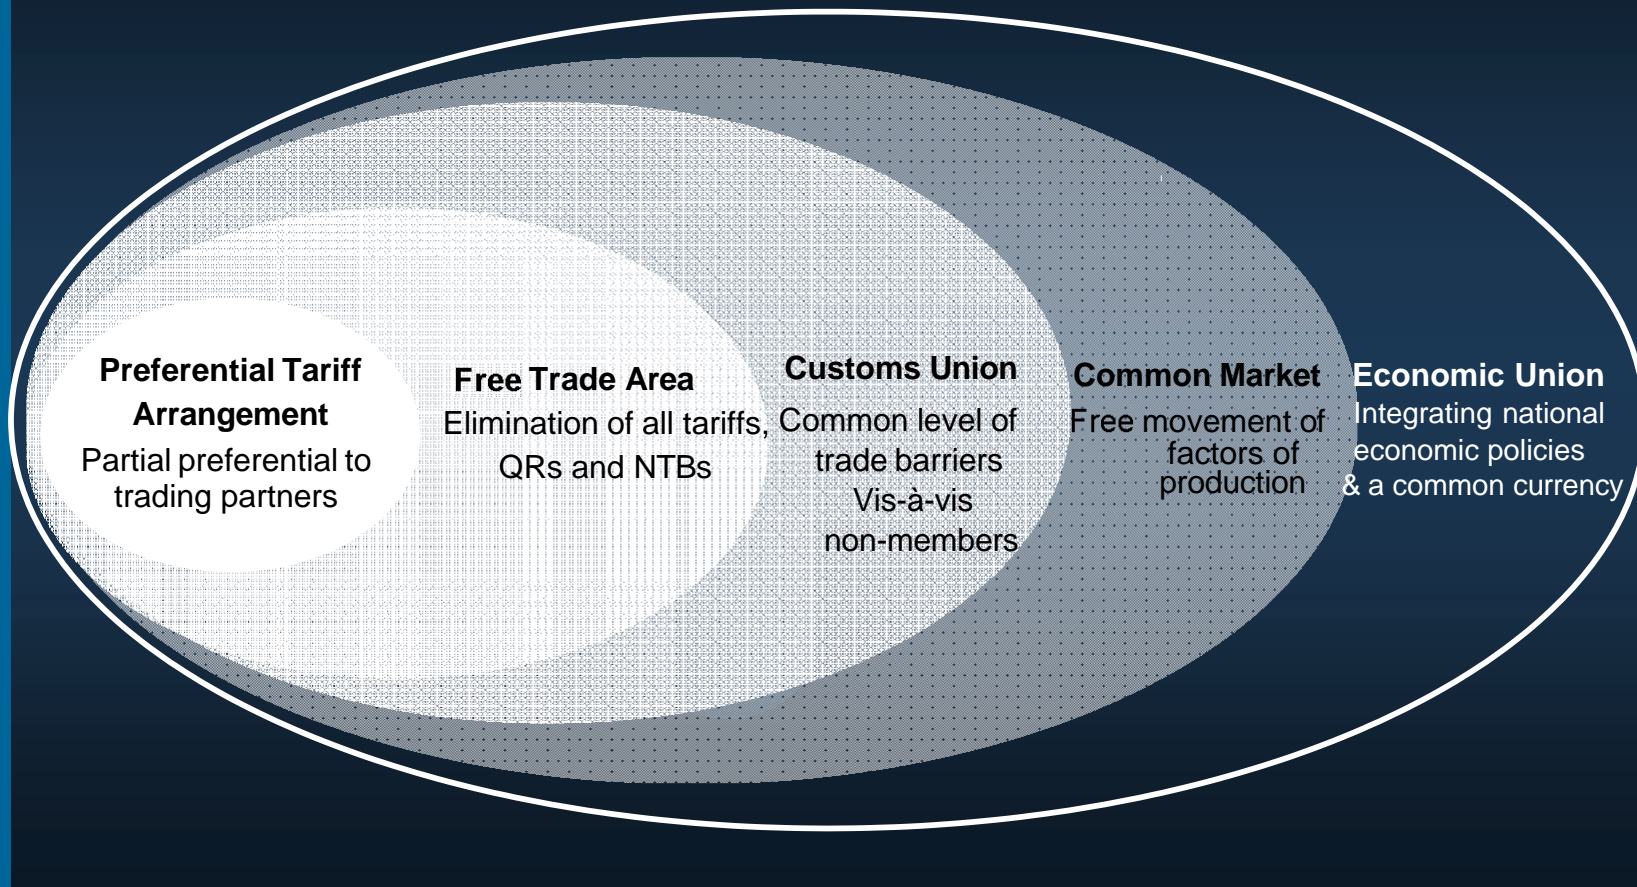 Preferential Tariff
Arrangement
Partial preferential to
trading partners
Free Trade Area
Elimination of all tariffs,
QRs and NTBs
Customs Union
Common level of
trade barriers
Vis-à-vis
non-members
Common Market
Free movement of
factors of
production
Economic Union
Integrating national
economic policies
& a common currency